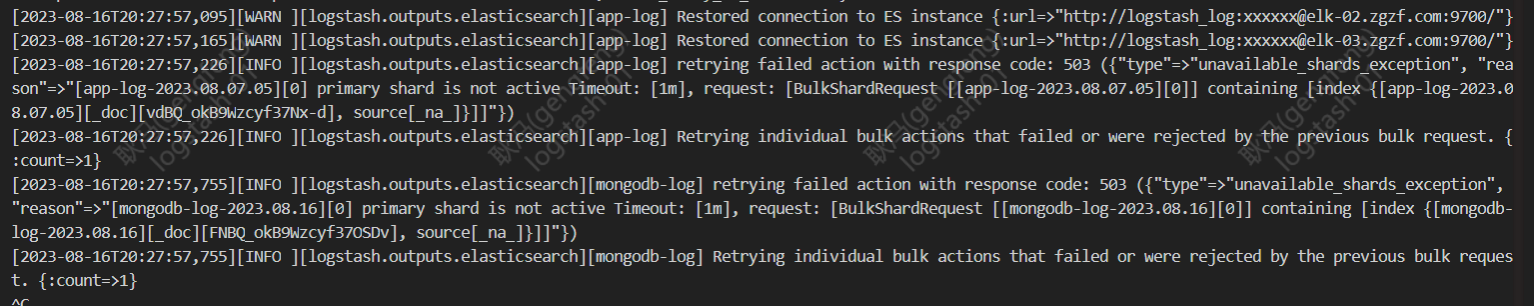 [2023-08-16T20:27:57,095][WARN ][logstash.outputs.elasticsearch][app-log] Restored connection to ES instance {:url=>"http://logstash_log:xxxxxx@elk-02.zgzf.com:9700/"}
[2023-08-16T20:27:57,165][WARN ][logstash.outputs.elasticsearch][app-log] Restored connection to ES instance {:url=>"http://logstash_log:xxxxxx@elk-03.zgzf.com:9700/"}
[2023-08-16T20:27:57,226][INFO ][logstash.outputs.elasticsearch][app-log] retrying failed action with response code: 503 ({"type"=>"unavailable_shards_exception", "rea
son"=>"[app-log-2023.08.07.05][0] primary shard is not active Timeout: [1m], request: [BulkShardRequest [[app-log-2023.08.07.05][0]] containing [index {[app-log-2023.0
8.07.05][_doc][vdBQ_okB9Wzcyf37Nx-d], source[_na_]}]]"})
[2023-08-16T20:27:57,226][INFO ][logstash.outputs.elasticsearch][app-log] Retrying individual bulk actions that failed or were rejected by the previous bulk request. {
:count=>1}
[2023-08-16T20:27:57,755][INFO ][logstash.outputs.elasticsearch][mongodb-log] retrying failed action with response code: 503 ({"type"=>"unavailable_shards_exception",
"reason"=>"[mongodb-log-2023.08.16][0] primary shard is not active Timeout: [1m], request: [BulkShardRequest [[mongodb-log-2023.08.16][0]] containing [index {[mongodb-
log-2023.08.16][_doc][FNBQ_okB9Wzcyf37OSDv], source[_na_]}]]"})
[2023-08-16T20:27:57,755][INFO ][logstash.outputs.elasticsearch][mongodb-log] Retrying individual bulk actions that failed or were rejected by the previous bulk reques
t. {:count=>1}
^C